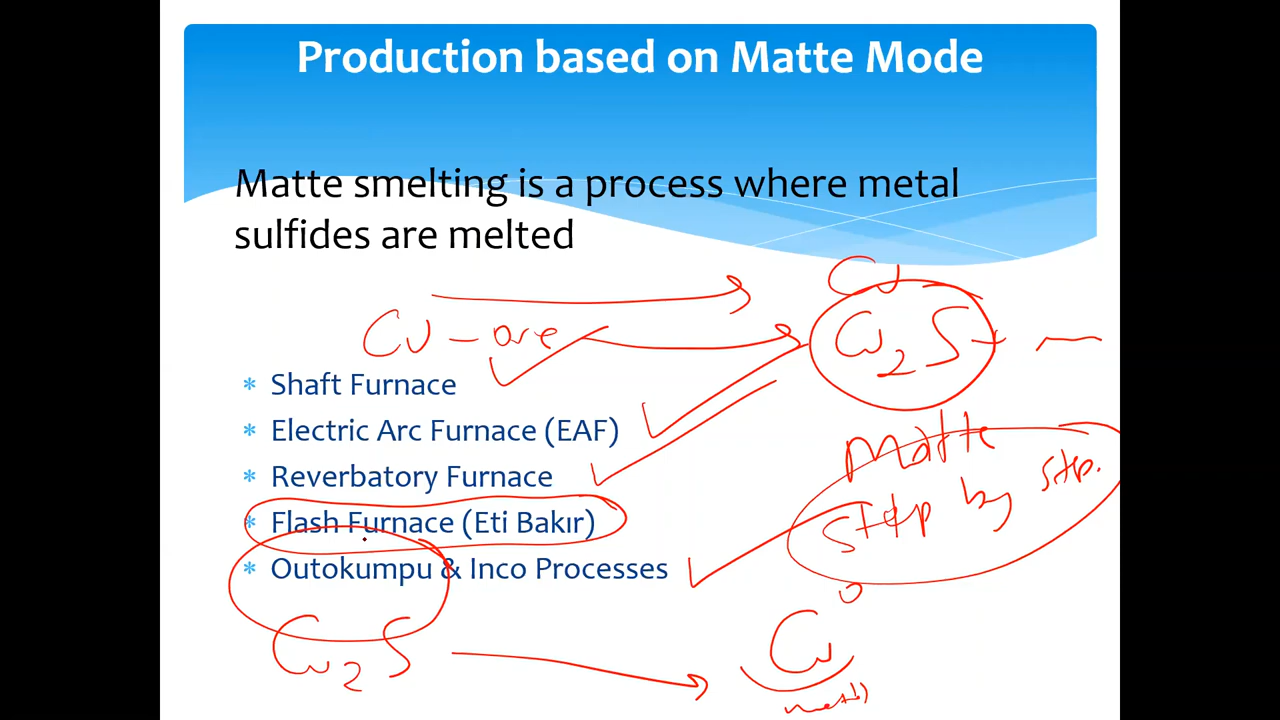 Production based on Matte Mode
Matte smelting is a process where metal
sulfides are melted
Cu
Cu - ore
Cu2S +
* Shaft Furnace
* Electric Arc Furnace (EAF)
Matte
* Reverbatory Furnace
step by step.
* Flash Furnace (Eti Bakır)
* Outokumpu & Inco Processes
Cu2S
Cu0